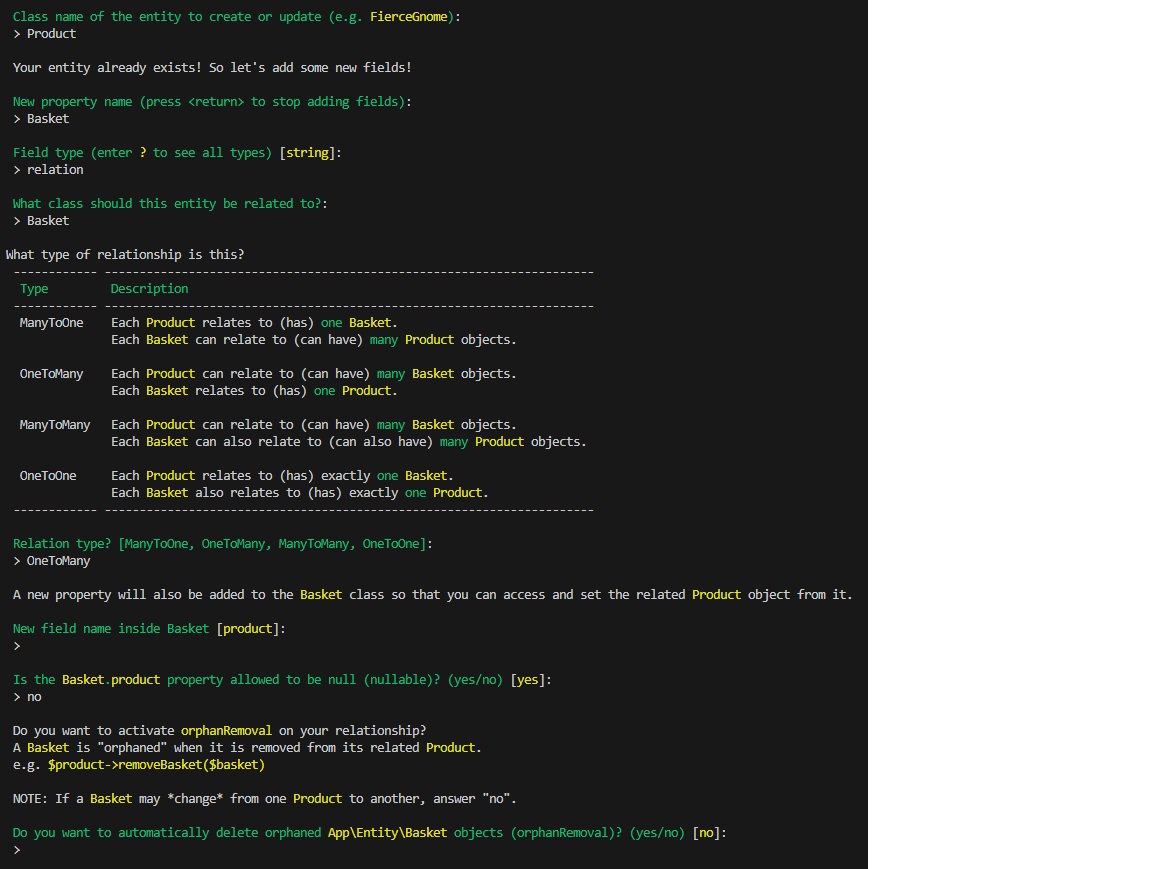 Class name of the entity to create or update (e.g. FierceGnome):
> Product
Your entity already exists! So let's add some new fields!
New property name (press <return> to stop adding fields):
> Basket
Field type (enter ? to see all types) [string]:
> relation
What class should this entity be related to?:
> Basket
What type of relationship is this?
------------ ----------------------------------------------------------------------
Type Description
------------ ----------------------------------------------------------------------
ManyToOne Each Product relates to (has) one Basket.
Each Basket can relate to (can have) many Product objects.
OneToMany Each Product can relate to (can have) many Basket objects.
Each Basket relates to (has) one Product.
ManyToMany Each Product can relate to (can have) many Basket objects.
Each Basket can also relate to (can also have) many Product objects.
OneToOne Each Product relates to (has) exactly one Basket.
Each Basket also relates to (has) exactly one Product.
------------ ----------------------------------------------------------------------
Relation type? [ManyToOne, OneToMany, ManyToMany, OneToOne]:
> OneToMany
A new property will also be added to the Basket class so that you can access and set the related Product object from it.
New field name inside Basket [product]:
>
Is the Basket.product property allowed to be null (nullable)? (yes/no) [yes]:
> no
Do you want to activate orphanRemoval on your relationship?
A Basket is "orphaned" when it is removed from its related Product.
e.g. $product->removeBasket($basket)
NOTE: If a Basket may *change* from one Product to another, answer "no".
Do you want to automatically delete orphaned App\Entity\Basket objects (orphanRemoval)? (yes/no) [no]:
>